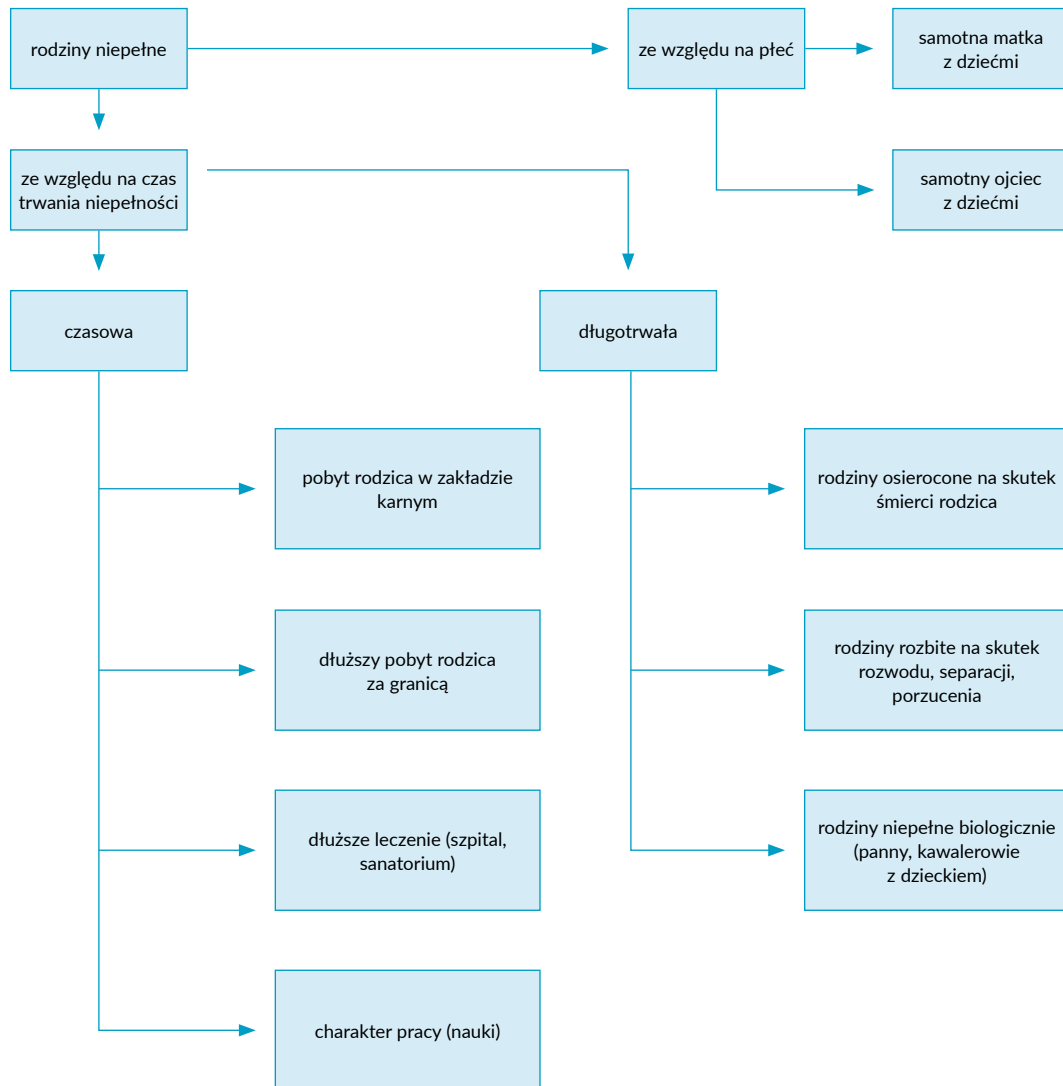 rodziny niepełne
ze względu na płeć
samotna matka
z dziećmi
ze względu na czas
trwania niepełności
samotny ojciec
z dziećmi
czasowa
długotrwała
pobyt rodzica w zakładzie
karnym
rodziny osierocone na skutek
śmierci rodzica
dłuższy pobyt rodzica
za granicą
rodziny rozbite na skutek
rozwodu, separacji,
porzucenia
dłuższe leczenie (szpital,
sanatorium)
rodziny niepełne biologicznie
(panny, kawalerowie
z dzieckiem)
charakter pracy (nauki)